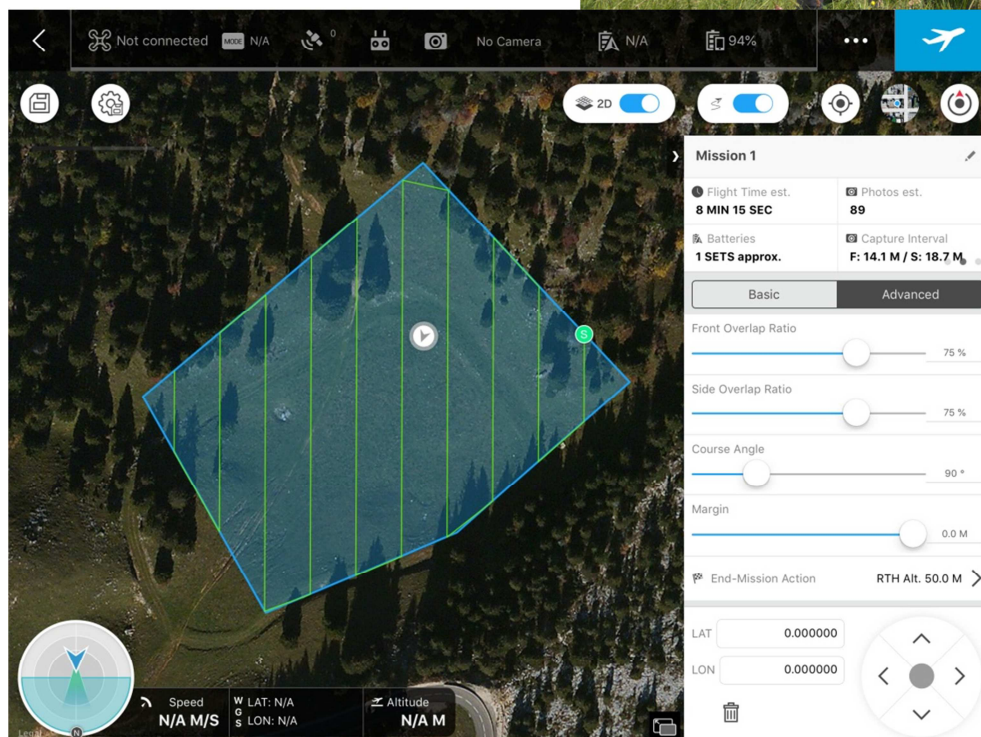 Not connected MODE N/A 0 No Camera N/A 94%
2D
Mission 1
Flight Time est. Photos est.
8 MIN 15 SEC 89
Batteries Capture Interval
1 SETS approx. F: 14.1 M / S: 18.7 M
Basic Advanced
Front Overlap Ratio
75 %
S
Side Overlap Ratio
75 %
Course Angle
90 °
Margin
0.0 M
End-Mission Action RTH Alt. 50.0 M
LAT 0.000000
LON 0.000000
Speed WGS LAT: N/A Altitude
N/A M/S LON: N/A N/A M
Legal N